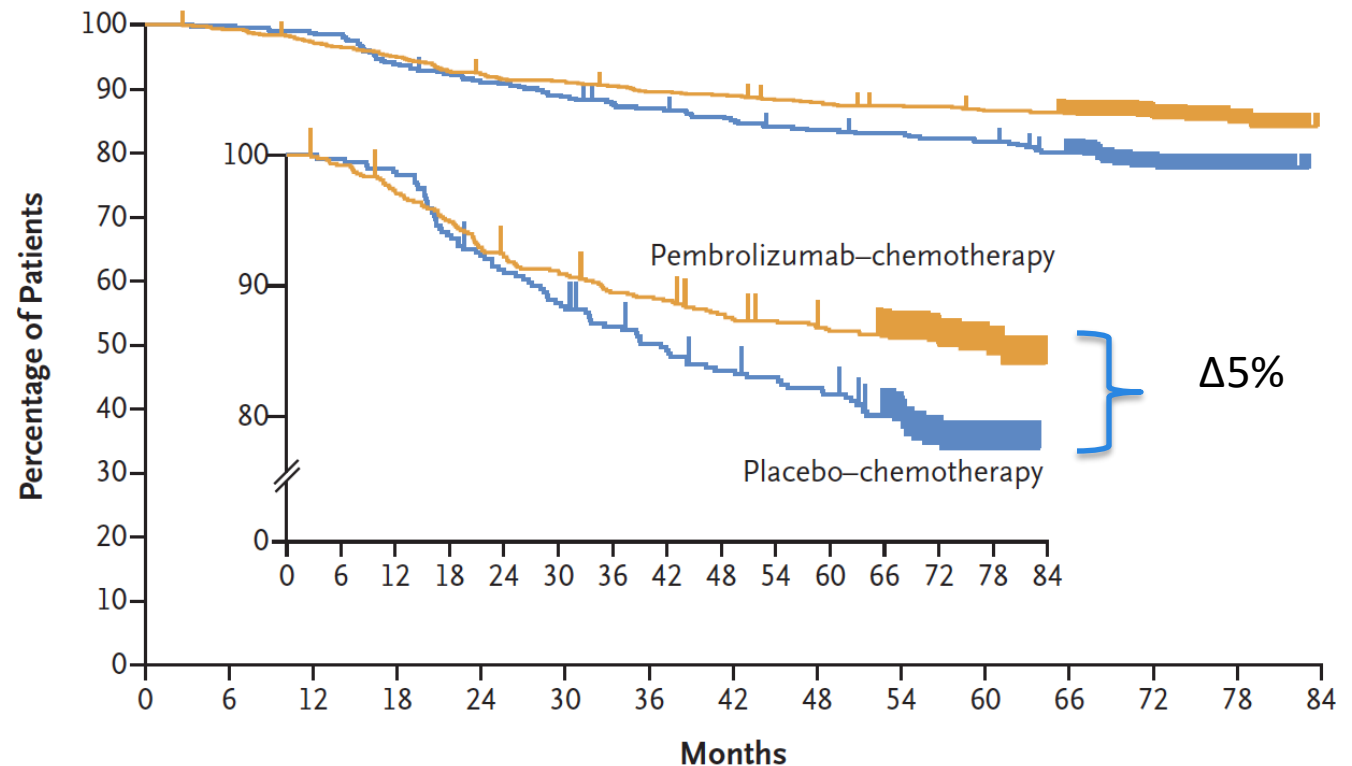 100
90
80
70
60
50
40
30
20
10
0
Percentage of Patients
100
90
80
0
0 6 12 18 24 30 36 42 48 54 60 66 72 78 84
Pembrolizumab–chemotherapy
Δ5%
Placebo–chemotherapy
0 6 12 18 24 30 36 42 48 54 60 66 72 78 84
Months